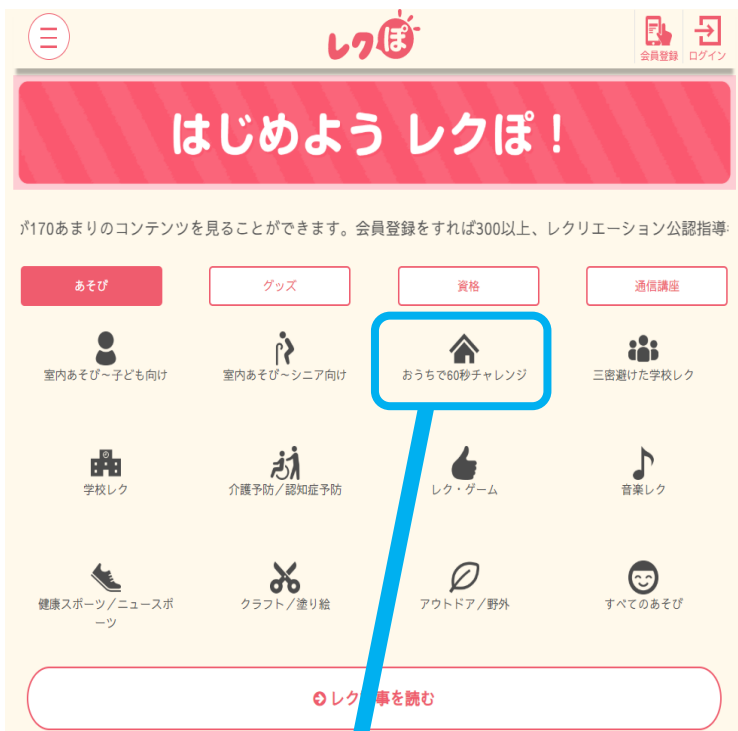 レクぽ
会員登録 ログイン
はじめよう レクぽ！
が170あまりのコンテンツを見ることができます。会員登録をすれば300以上、レクリエーション公認指導
あそび グッズ 資格 通信講座
室内あそび～子ども向け 室内あそび～シニア向け おうちで60秒チャレンジ 三密避けた学校レク
学校レク 介護予防／認知症予防 レク・ゲーム 音楽レク
健康スポーツ／ニュースポ クラフト／塗り絵 アウトドア／野外 すべてのあそび
ーツ
レク 事を読む